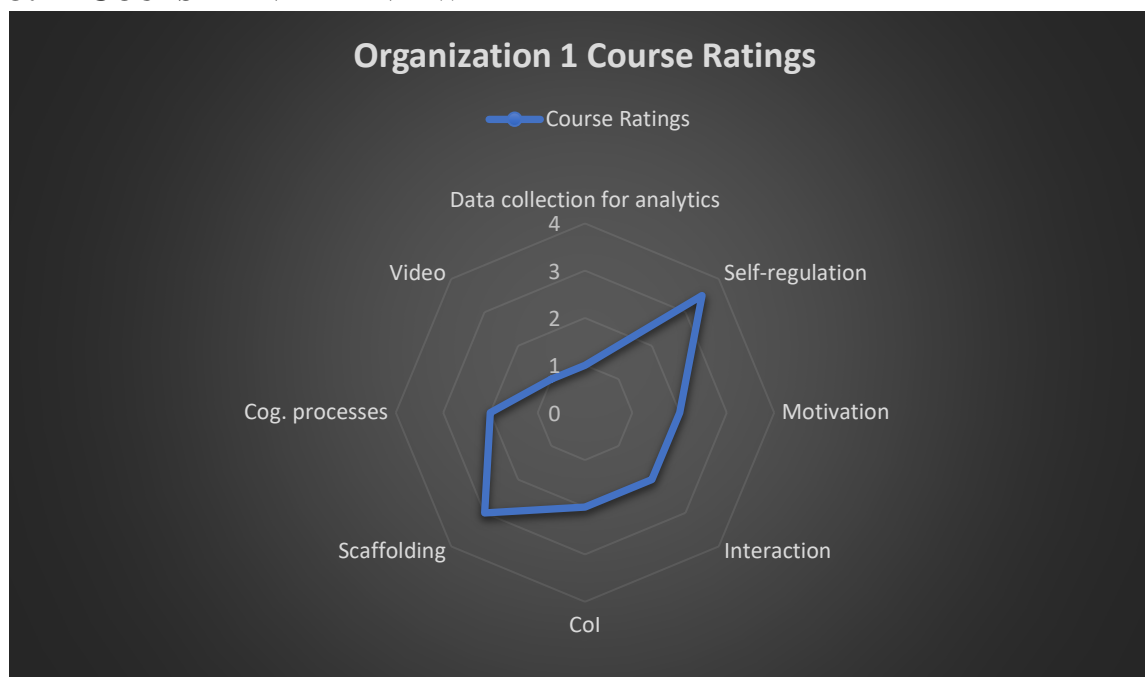 Organization 1 Course Ratings
Course Ratings
Data collection for analytics
4
Video
3
Self-regulation
2
1
Cog. processes
0
Motivation
Scaffolding
Interaction
CoI